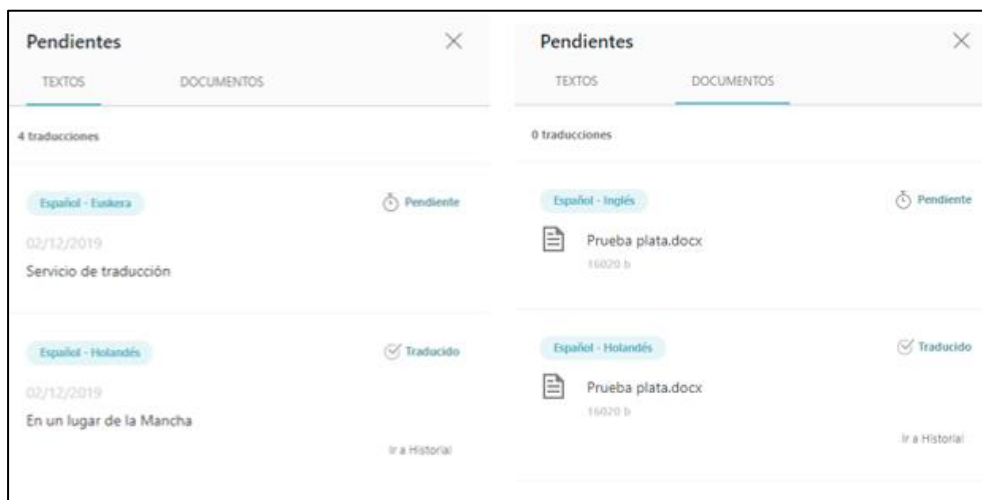 Pendientes
TEXTOS DOCUMENTOS
4 traducciones
Español - Euskera Pendiente
02/12/2019
Servicio de traducción
Español - Holandés Traducido
02/12/2019
En un lugar de la Mancha
Ir a Historial
Pendientes
TEXTOS DOCUMENTOS
0 traducciones
Español - Inglés Pendiente
Prueba plata.docx
16020 b
Español - Holandés Traducido
Prueba plata.docx
16020 b
Ir a Historial